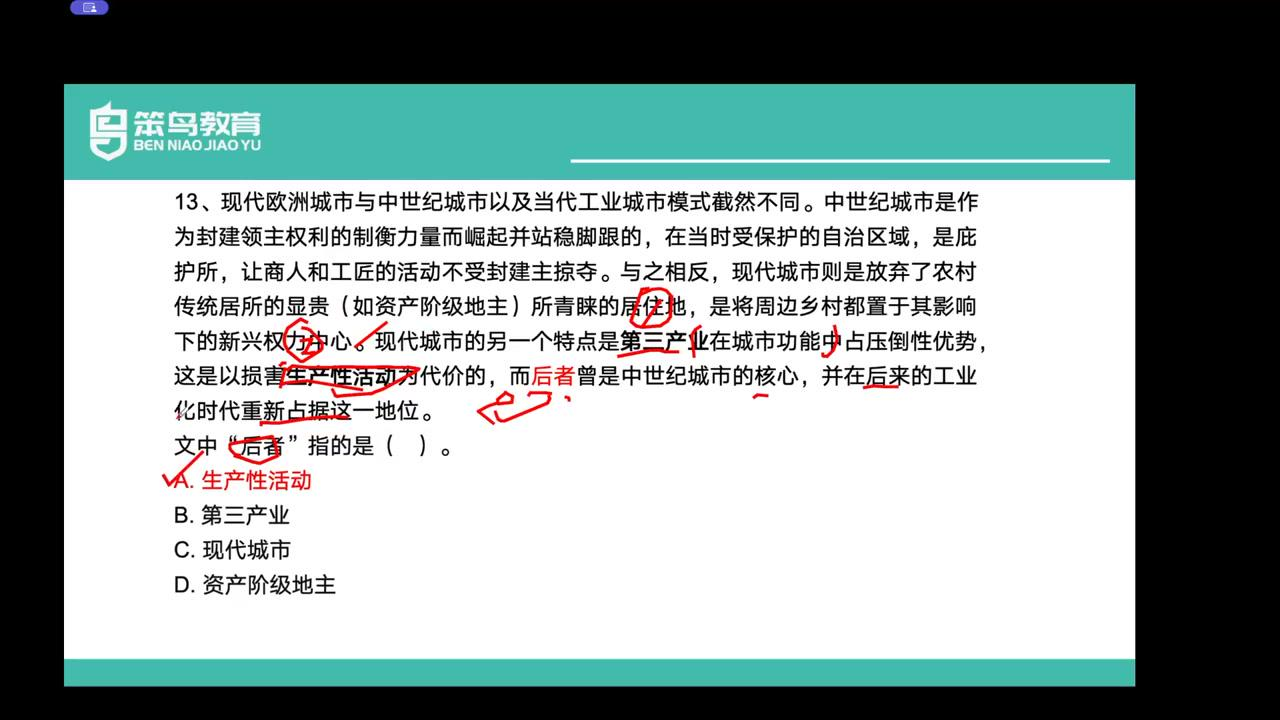 笨鸟教育
BEN NIAO JIAO YU
13、现代欧洲城市与中世纪城市以及当代工业城市模式截然不同。中世纪城市是作
为封建领主权利的制衡力量而崛起并站稳脚跟的，在当时受保护的自治区域，是庇
护所，让商人和工匠的活动不受封建主掠夺。与之相反，现代城市则是放弃了农村
传统居所的显贵（如资产阶级地主）所青睐的居住地，是将周边乡村都置于其影响
下的新兴权力中心。现代城市的另一个特点是第三产业在城市功能中占压倒性优势，
这是以损害生产性活动为代价的，而后者曾是中世纪城市的核心，并在后来的工业
化时代重新占据这一地位。
文中“后者”指的是（ ）。
A. 生产性活动
B. 第三产业
C. 现代城市
D. 资产阶级地主